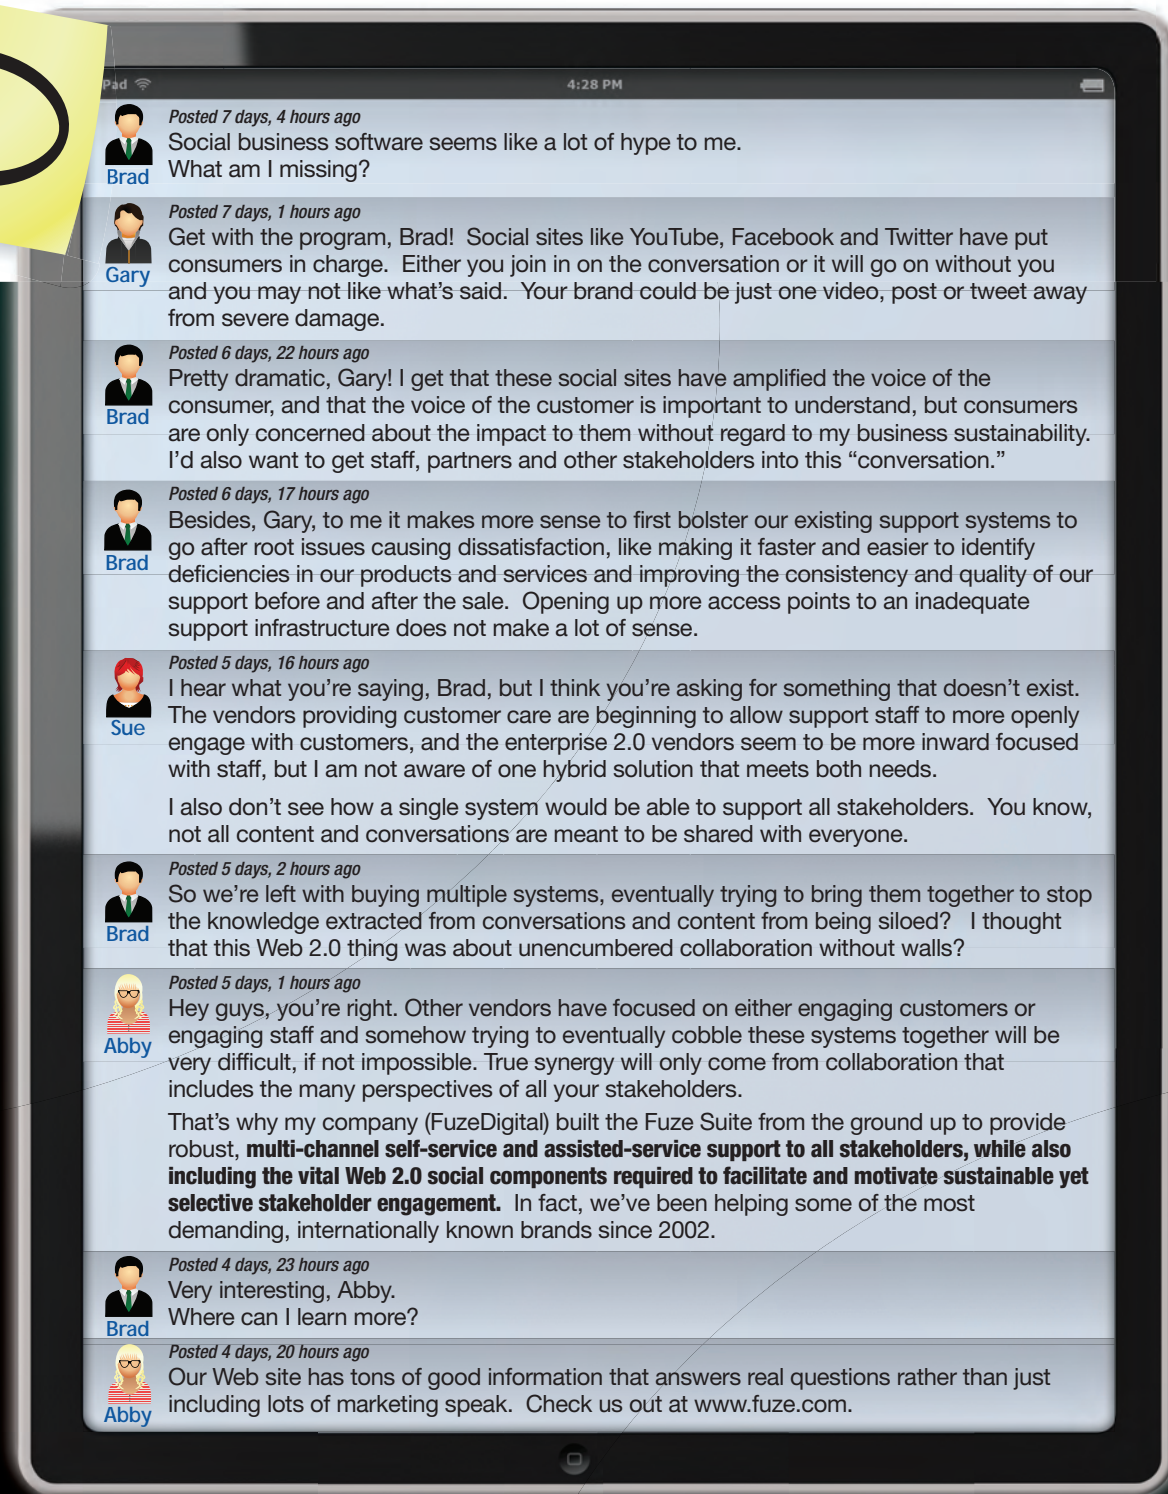 Pad
4:28 PM
Posted 7 days, 4 hours ago
Social business software seems like a lot of hype to me.
What am I missing?
Brad
Posted 7 days, 1 hours ago
Get with the program, Brad!  Social sites like YouTube, Facebook and Twitter have put
consumers in charge.  Either you join in on the conversation or it will go on without you
and you may not like what's said.  Your brand could be just one video, post or tweet away
from severe damage.
Gary
Posted 6 days, 22 hours ago
Pretty dramatic, Gary! I get that these social sites have amplified the voice of the
consumer, and that the voice of the customer is important to understand, but consumers
are only concerned about the impact to them without regard to my business sustainability.
I'd also want to get staff, partners and other stakeholders into this “conversation.”
Brad
Posted 6 days, 17 hours ago
Besides, Gary, to me it makes more sense to first bolster our existing support systems to
go after root issues causing dissatisfaction, like making it faster and easier to identify
deficiencies in our products and services and improving the consistency and quality of our
support before and after the sale.  Opening up more access points to an inadequate
support infrastructure does not make a lot of sense.
Brad
Posted 5 days, 16 hours ago
I hear what you're saying, Brad, but I think you're asking for something that doesn't exist.
The vendors providing customer care are beginning to allow support staff to more openly
engage with customers, and the enterprise 2.0 vendors seem to be more inward focused
with staff, but I am not aware of one hybrid solution that meets both needs.
I also don't see how a single system would be able to support all stakeholders.  You know,
not all content and conversations are meant to be shared with everyone.
Sue
Posted 5 days, 2 hours ago
So we're left with buying multiple systems, eventually trying to bring them together to stop
the knowledge extracted from conversations and content from being siloed?   I thought
that this Web 2.0 thing was about unencumbered collaboration without walls?
Brad
Posted 5 days, 1 hours ago
Hey guys, you're right. Other vendors have focused on either engaging customers or
engaging staff and somehow trying to eventually cobble these systems together will be
very difficult, if not impossible. True synergy will only come from collaboration that
includes the many perspectives of all your stakeholders.
That's why my company (FuzeDigital) built the Fuze Suite from the ground up to provide
robust, multi-channel self-service and assisted-service support to all stakeholders, while also
including the vital Web 2.0 social components required to facilitate and motivate sustainable yet
selective stakeholder engagement.  In fact, we've been helping some of the most
demanding, internationally known brands since 2002.
Abby
Posted 4 days, 23 hours ago
Very interesting, Abby.
Where can I learn more?
Brad
Posted 4 days, 20 hours ago
Our Web site has tons of good information that answers real questions rather than just
including lots of marketing speak.  Check us out at www.fuze.com.
Abby